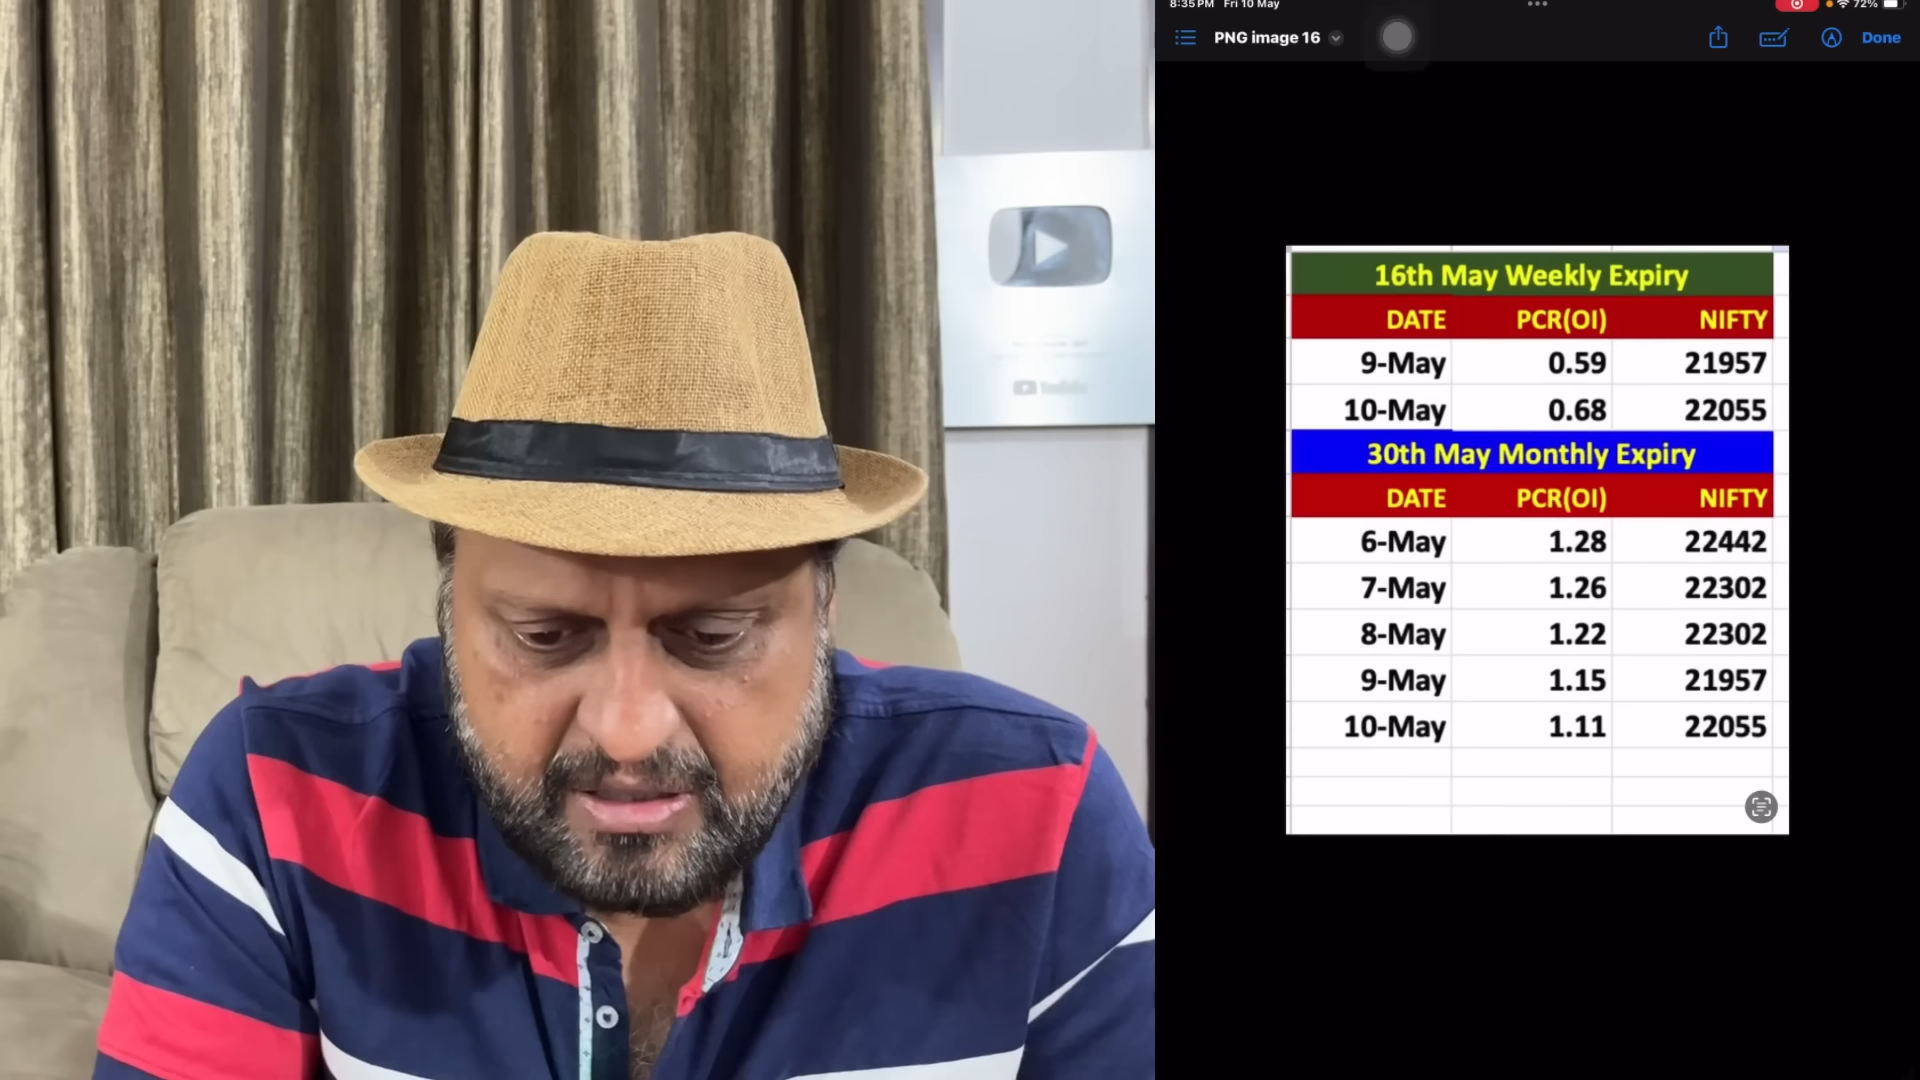 8:35 PM Fri 10 May
72%
PNG image 16
Done
16th May Weekly Expiry
DATE PCR(OI) NIFTY
9-May 0.59 21957
10-May 0.68 22055
30th May Monthly Expiry
DATE PCR(OI) NIFTY
6-May 1.28 22442
7-May 1.26 22302
8-May 1.22 22302
9-May 1.15 21957
10-May 1.11 22055
YouTube